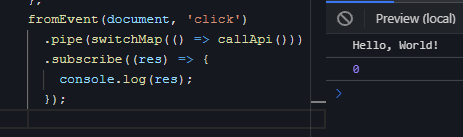 };
fromEvent(document, 'click')
.pipe(switchMap(() => callApi()))
.subscribe((res) => {
console.log(res);
});
Preview (local)
Hello, World!
0
>